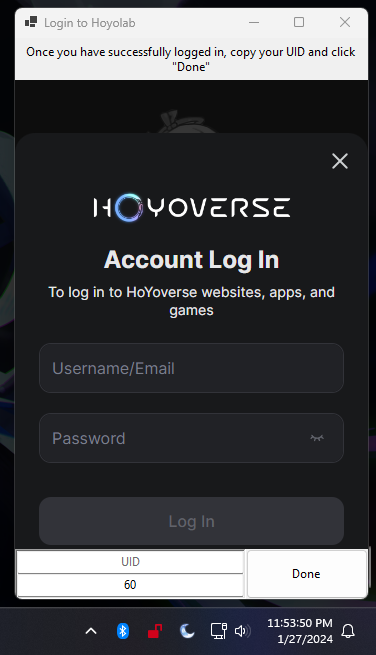 Login to Hoyolab
Once you have successfully logged in, copy your UID and click
"Done"
HOYOVERSE
Account Log In
To log in to HoYoverse websites, apps, and
games
Username/Email
Password
Log In
UID
60
Done
11:53:50 PM
1/27/2024